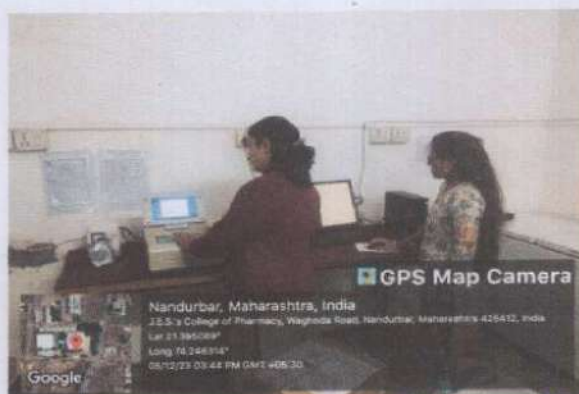 GPS Map Camera
Nandurbar, Maharashtra, India
J.E.S.'s College of Pharmacy, Waghoda Road, Nandurbar, Maharashtra 425412, India
Lat 21.395089°
Long 74.246314°
05/12/23 03:44 PM GMT +05:30
Google